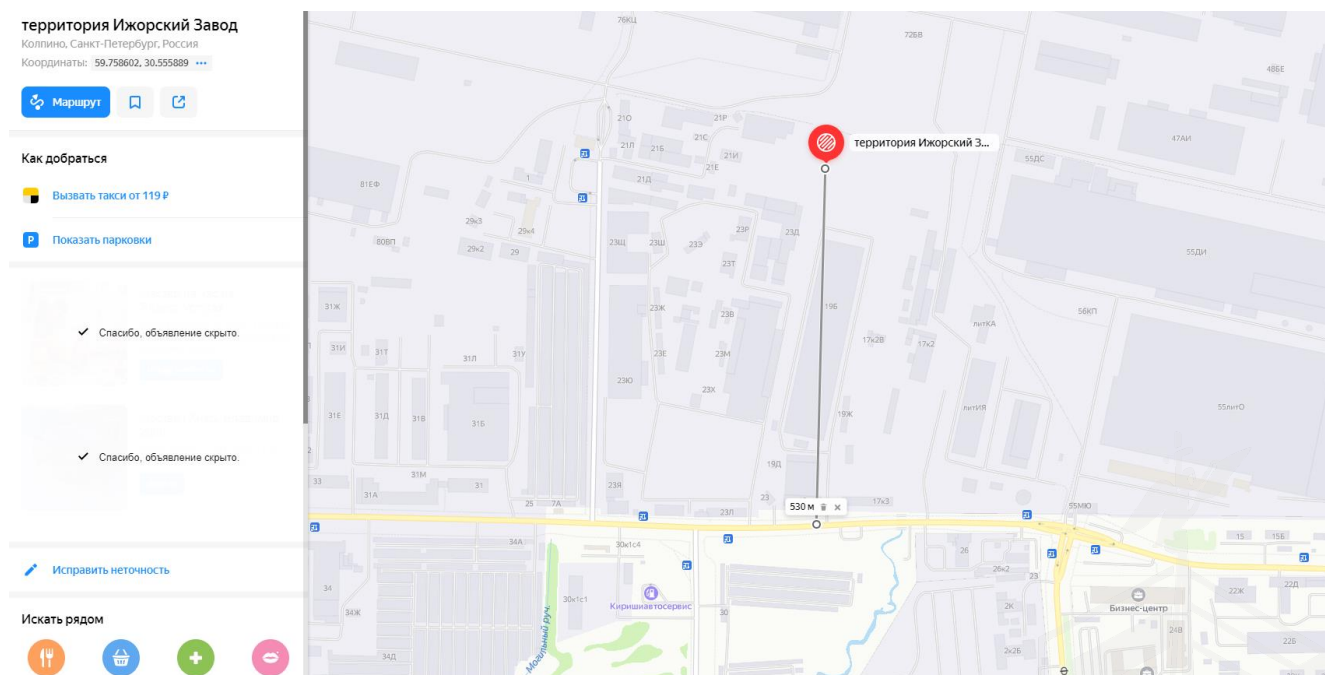 территория Ижорский Завод
Колпино, Санкт-Петербург, Россия
Координаты: 59.758602, 30.555889 ...
Маршрут
Как добраться
Вызвать такси от 119 ₽
P Показать парковки
Спасибо, объявление скрыто.
Спасибо, объявление скрыто.
Исправить неточность
Искать рядом
76КЦ
72БВ
48БЕ
21О
21Р
21П
21Б
21С
47АИ
21И
территория Ижорский З...
21Е
55ДС
81ЕФ
1
21Д
29к3
29к4
23Р
23Д
80ВП
29к2
29
23Щ
23Ш
23Э
55ДИ
23Т
31Ж
23Ж
23В
19Б
литКА
56КП
31И
31Т
31Л
31У
23Е
23М
17к2В
17к2
23Ю
23Х
31Е
31Д
31В
31Б
19Ж
литИЯ
55литО
19Д
33
31М
31
31А
23Я
25
7А
23Л
23
530 м
17к3
55МЮ
34А
30к1с4
26
15
15Б
26к2
23
34
30к1с1
Киришиавтосервис
30
2К
Бизнес-центр
22Ж
22Д
34Ж
Могильный руч.
24В
22Б
34Д
2к2Б